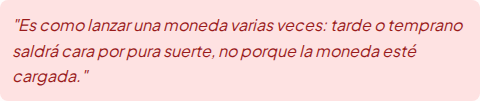 "Es como lanzar una moneda varias veces: tarde o temprano
saldrá cara por pura suerte, no porque la moneda esté
cargada."